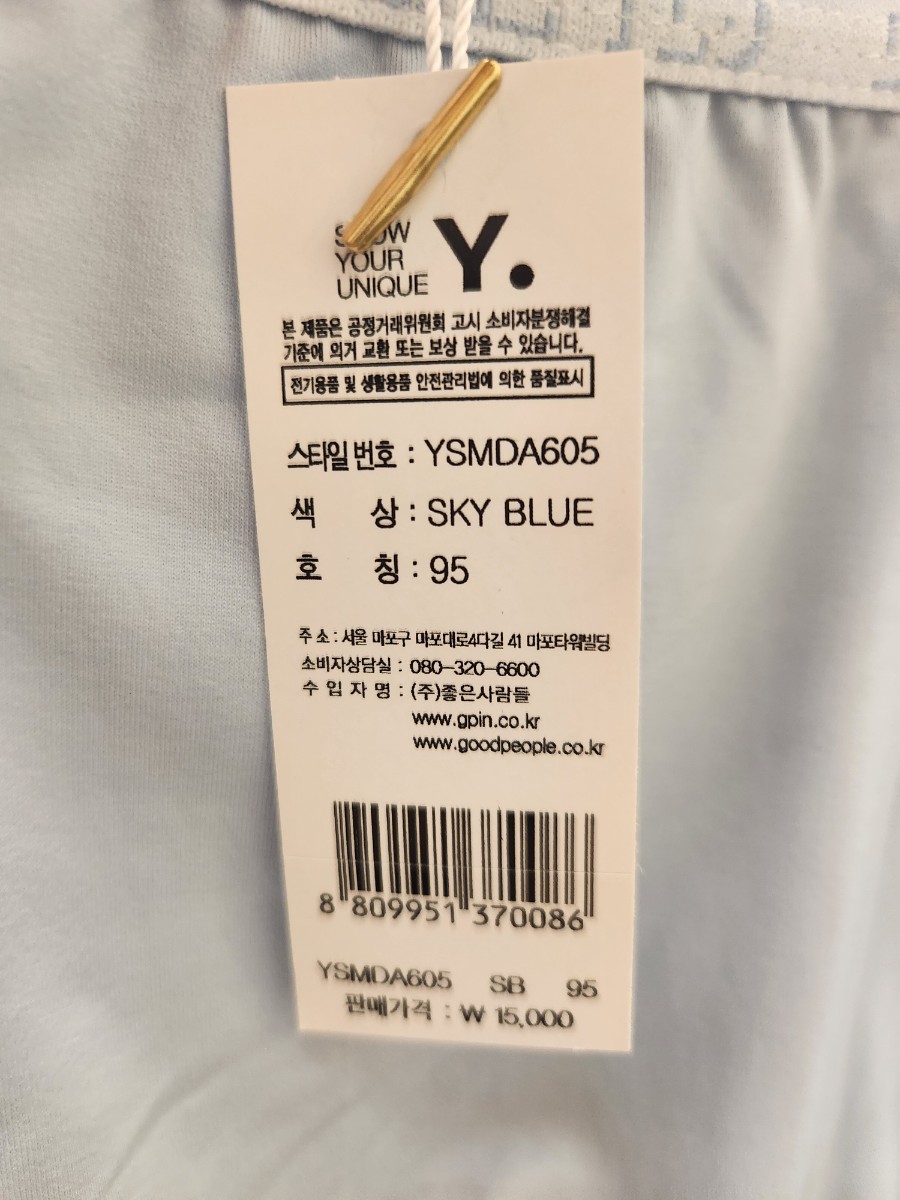 YOUR
UNIQUE
Y.
본 제품은 공정거래위원회 고시 소비자분쟁해결
기준에 의거 교환 또는 보상 받을 수 있습니다.
전기용품 및 생활용품 안전관리법에 의한 품질표시
스타일 번호 : YSMDA605
색 상 : SKY BLUE
호 칭 : 95
주 소 : 서울 마포구 마포대로4다길 41 마포타워빌딩
소비자상담실 : 080-320-6600
수 입 자 명 : (주)좋은사람들
www.gpin.co.kr
www.goodpeople.co.kr
8 809951 370086
YSMDA605 SB 95
판매가격 : ₩ 15,000